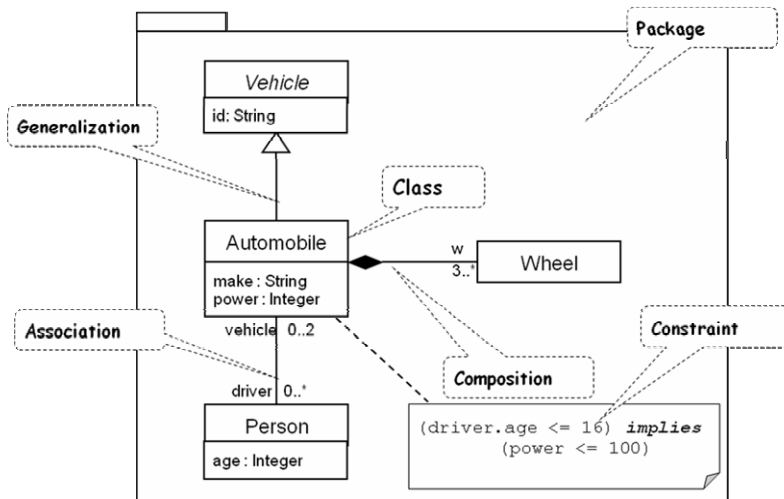 Package
Vehicle
id: String
Generalization
Class
Automobile
make : String
power : Integer
w
3..*
Wheel
vehicle 0..2
Association
Constraint
Composition
driver 0..*
Person
age : Integer
(driver.age <= 16) implies
(power <= 100)